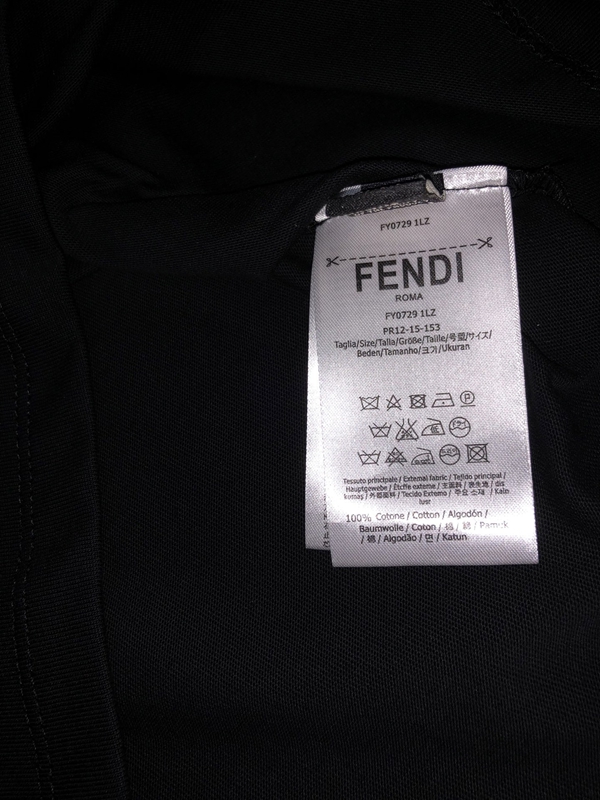 FY0729 1LZ
FENDI
ROMA
FY0729 1LZ
PR12-15-153
Taglia/Size/Talla/Größe/Taille/号型/サイズ/
Beden/Tamanho/크기/Ukuran
Tessuto principale / External fabric / Tejido principal /
Hauptgewebe / Etcffe externe / 主面料 / 表生地 / dis
kumaş / 外部面料 / Tecido Externo / 주요 소재 / Kain
luar
100% Cotone / Cotton / Algodón /
Baumwolle / Coton / 棉 / 綿 / Pamuk
/ 棉 / Algodão / 면 / Katun